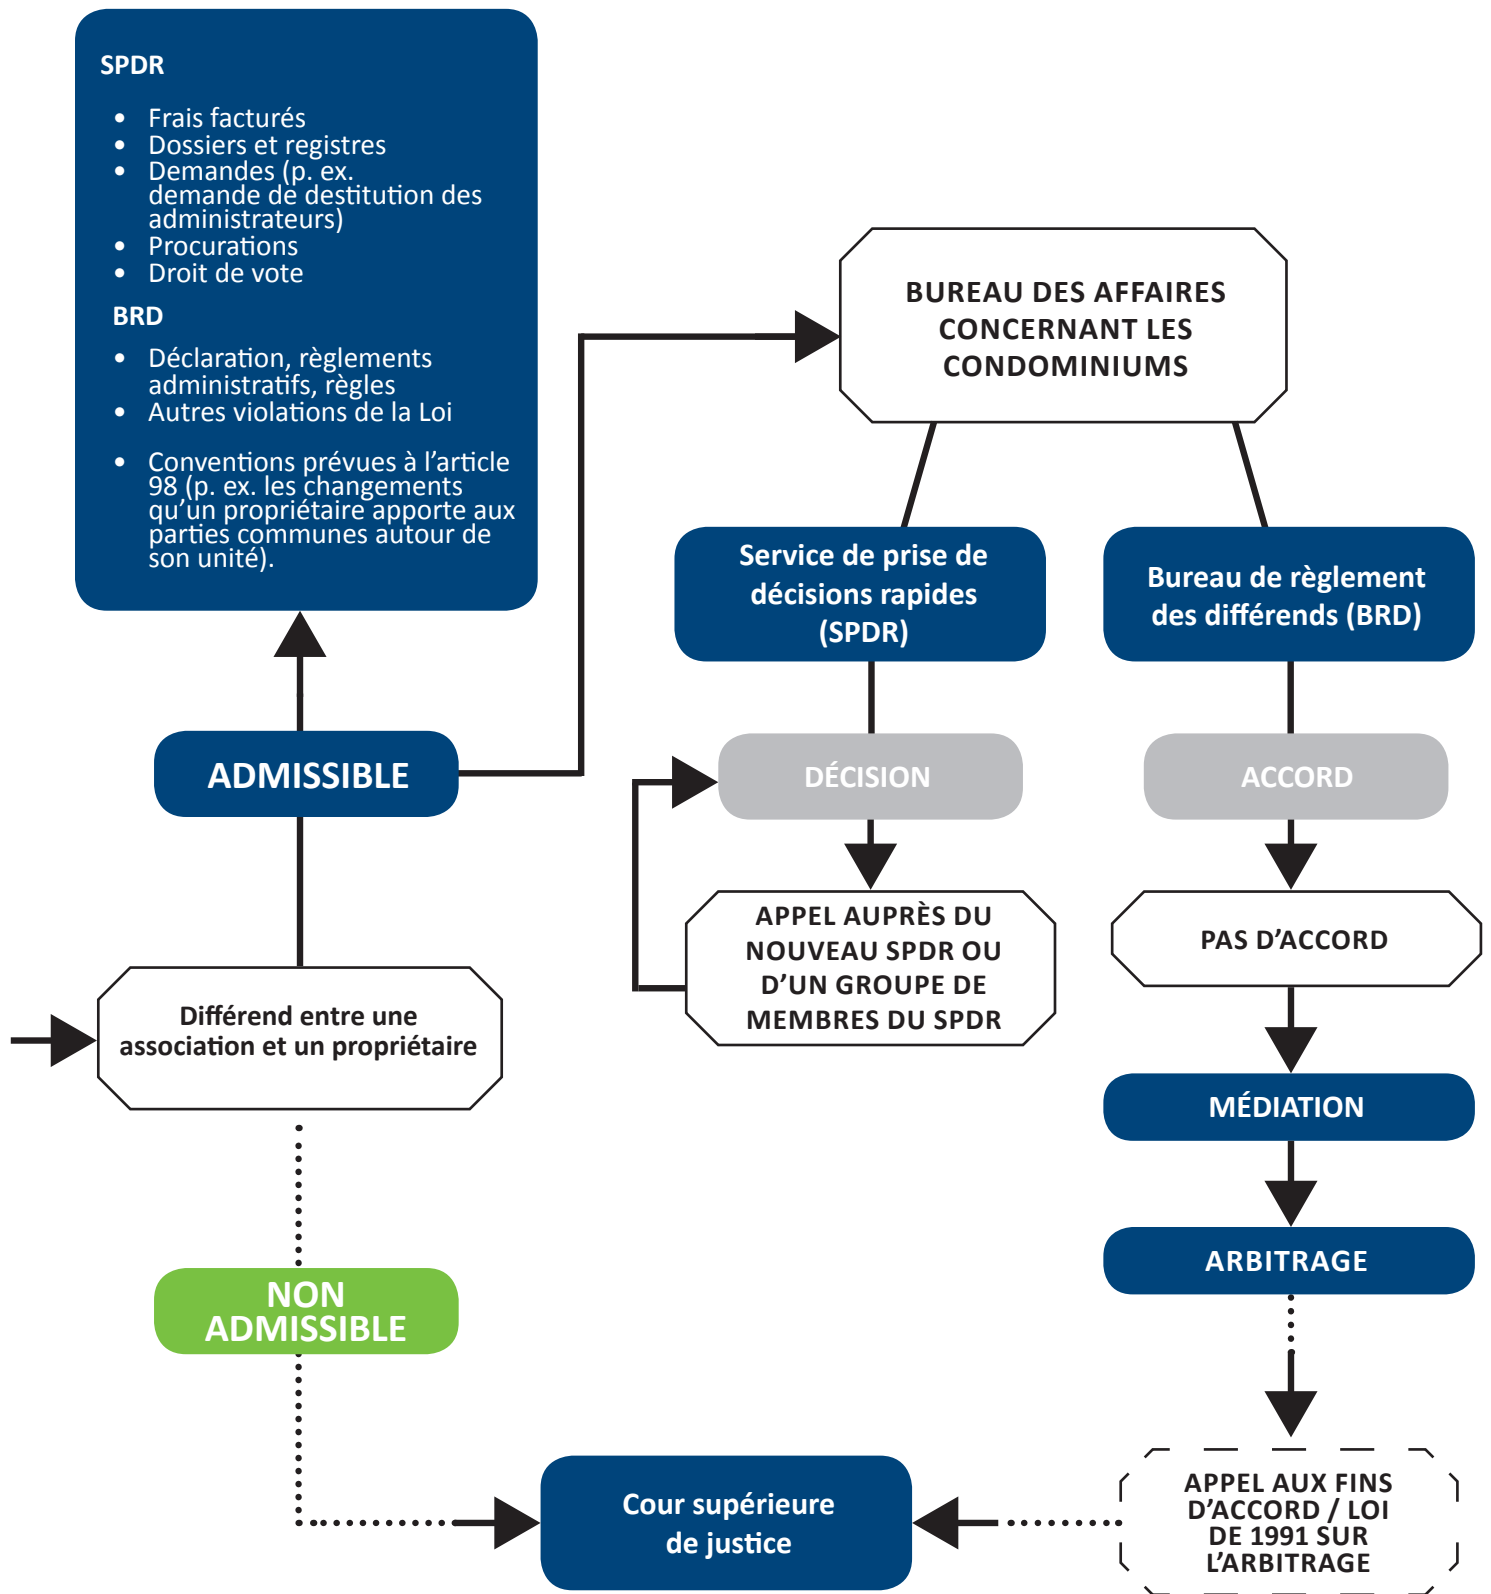 SPDR
• Frais facturés
• Dossiers et registres
• Demandes (p. ex.
demande de destitution des
administrateurs)
• Procurations
• Droit de vote
BRD
• Déclaration, règlements
administratifs, règles
• Autres violations de la Loi
• Conventions prévues à l’article
98 (p. ex. les changements
qu’un propriétaire apporte aux
parties communes autour de
son unité).
BUREAU DES AFFAIRES
CONCERNANT LES
CONDOMINIUMS
Service de prise de
décisions rapides
(SPDR)
Bureau de règlement
des différends (BRD)
ADMISSIBLE
DÉCISION
ACCORD
APPEL AUPRÈS DU
NOUVEAU SPDR OU
D’UN GROUPE DE
MEMBRES DU SPDR
PAS D’ACCORD
Différend entre une
association et un propriétaire
MÉDIATION
ARBITRAGE
NON
ADMISSIBLE
Cour supérieure
de justice
APPEL AUX FINS
D’ACCORD / LOI
DE 1991 SUR
L’ARBITRAGE